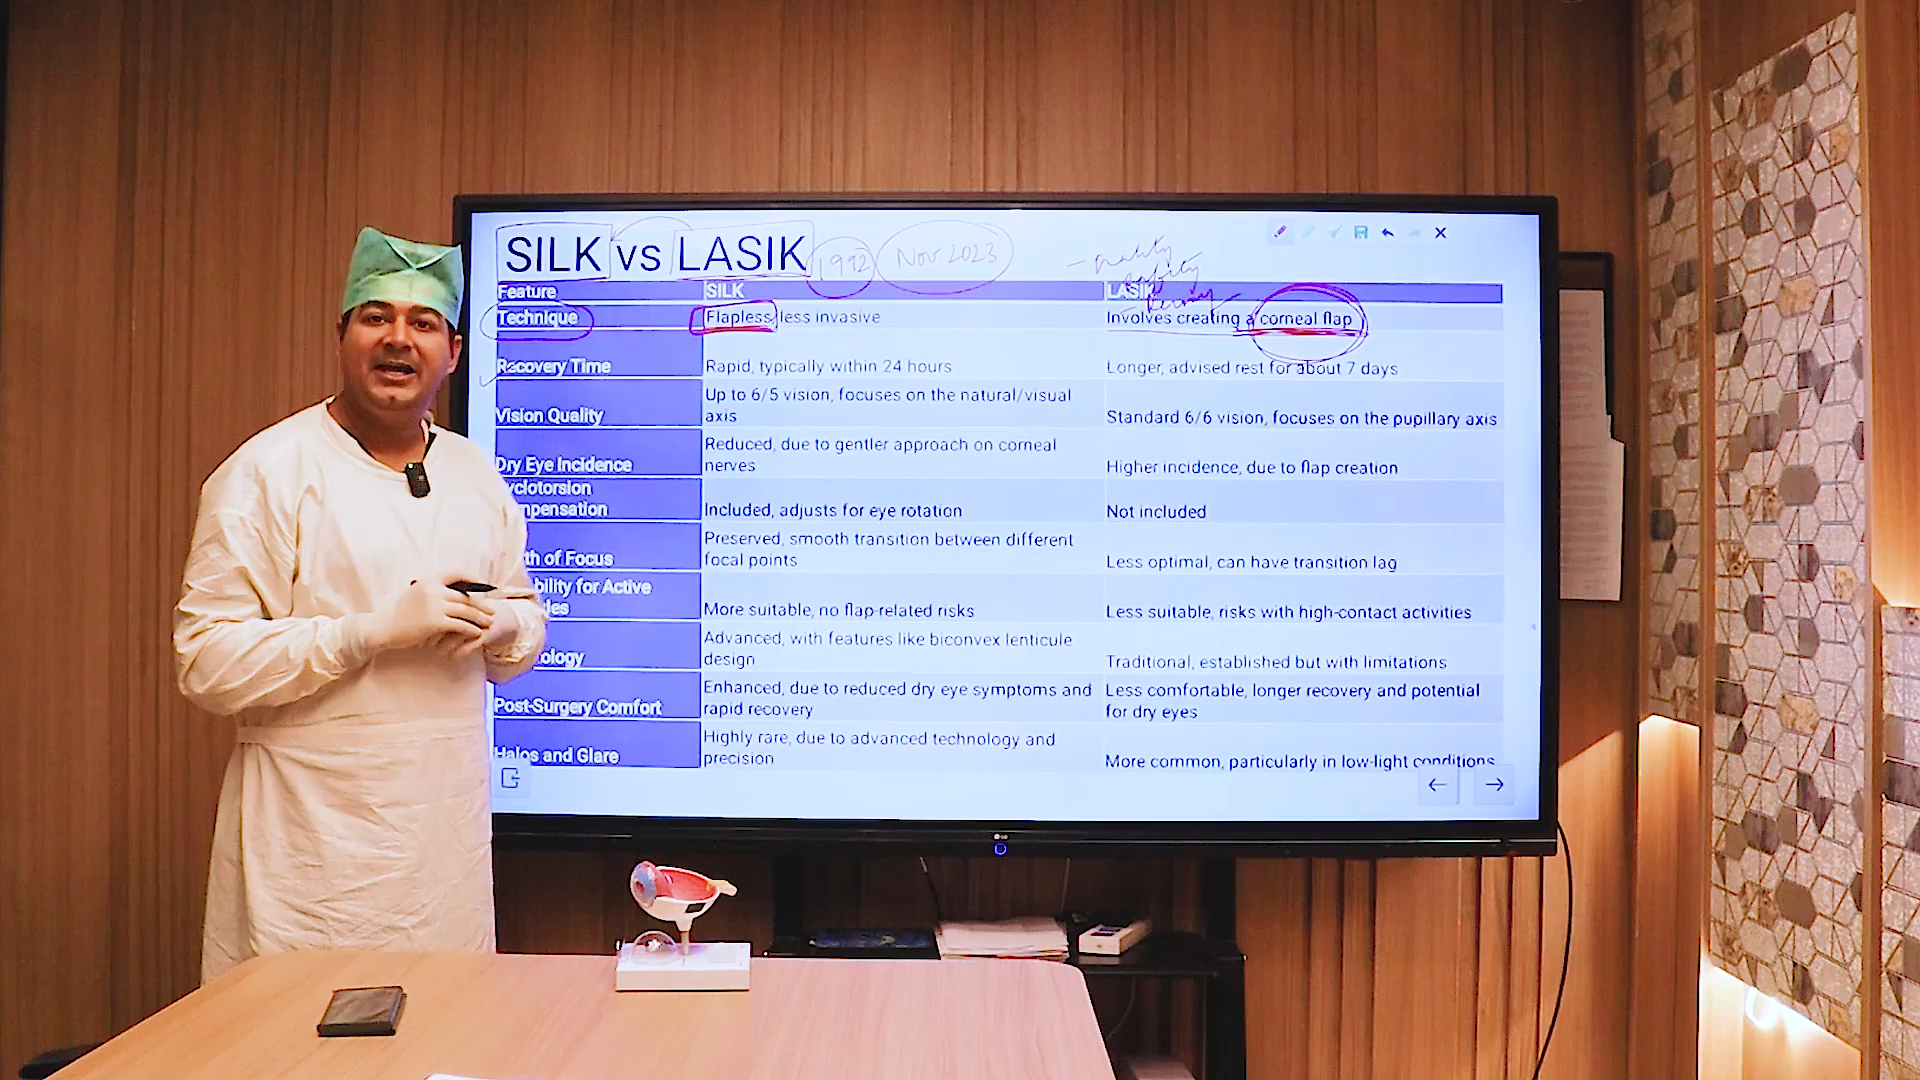 SILK vs LASIK 1992 Nov 2023
Feature SILK LASIK
Technique Flapless, less invasive Involves creating a corneal flap
Recovery Time Rapid, typically within 24 hours Longer, advised rest for about 7 days
Vision Quality Up to 6/5 vision, focuses on the natural/visual
axis Standard 6/6 vision, focuses on the pupillary axis
Dry Eye Incidence Reduced, due to gentler approach on corneal
nerves Higher incidence, due to flap creation
Included, adjusts for eye rotation Not included
of Focus Preserved, smooth transition between different
focal points Less optimal, can have transition lag
for Active
More suitable, no flap-related risks Less suitable, risks with high-contact activities
Advanced, with features like biconvex lenticule
design Traditional, established but with limitations
Post-Surgery Comfort Enhanced, due to reduced dry eye symptoms and
rapid recovery Less comfortable, longer recovery and potential
for dry eyes
Halos and Glare Highly rare, due to advanced technology and
precision More common, particularly in low-light conditions
LG